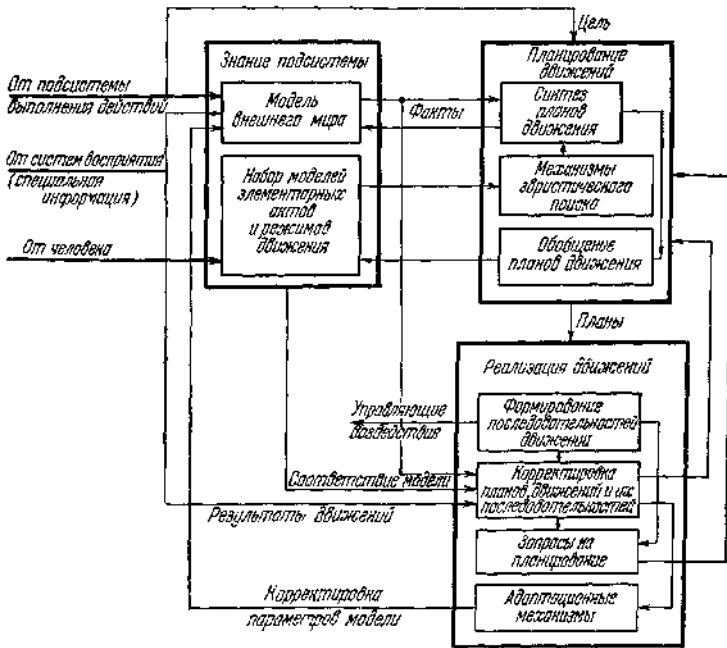 Цель
Знание подсистемы
Планирование
движений
От подсистемы
выполнения действий
Модель
внешнего мира
Факты
Синтез
планов
движения
От систем восприятия
(специальная
информация)
Набор моделей
элементарных
актов
и режимов
движения
Механизмы
эвристического
поиска
От человека
Обобщение
планов движения
Планы
Реализация движений
Управляющие
воздействия
Формирование
последовательностей
движений
Соответствие модели
Корректировка
планов движений и их
последовательностей
Результаты движений
Запросы на
планирование
Корректировка
параметров модели
Адаптационные
механизмы